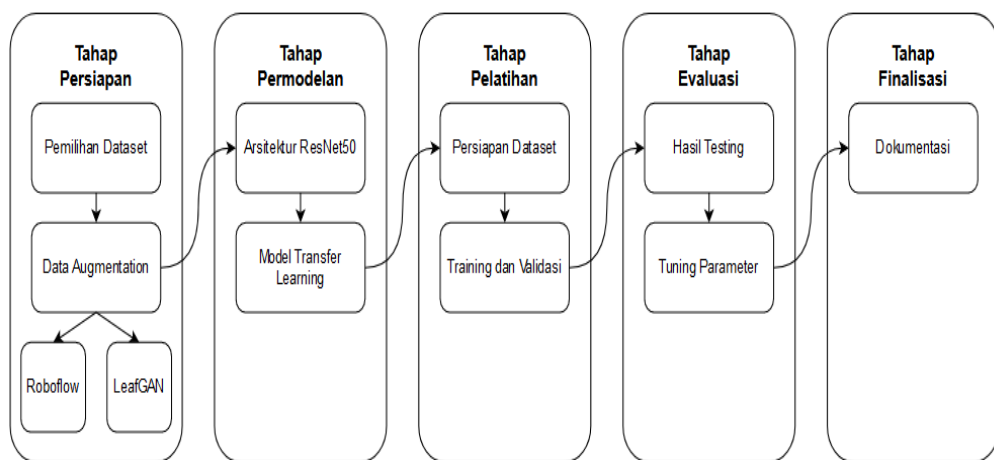 Tahap
Persiapan
Pemilihan Dataset
Data Augmentation
Roboflow
LeafGAN
Tahap
Permodelan
Arsitektur ResNet50
Model Transfer
Learning
Tahap
Pelatihan
Persiapan Dataset
Training dan Validasi
Tahap
Evaluasi
Hasil Testing
Tuning Parameter
Tahap
Finalisasi
Dokumentasi